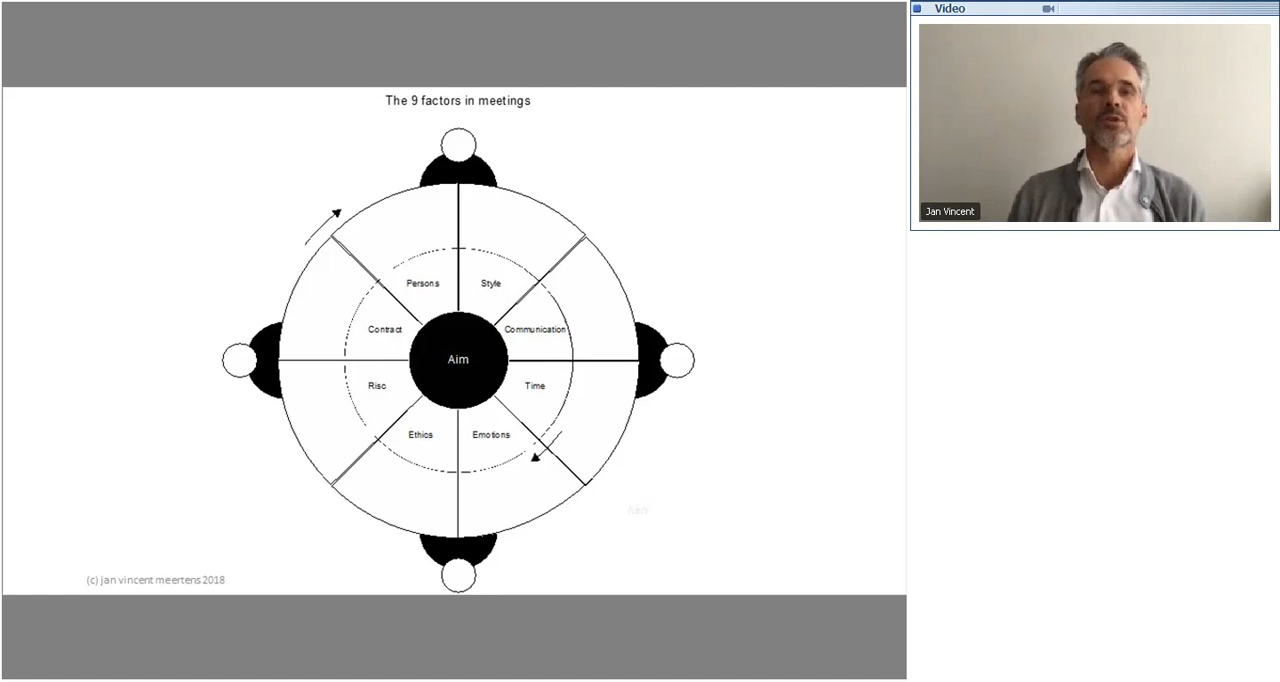 The 9 factors in meetings
Persons
Style
Contract
Communication
Aim
Risc
Time
Ethics
Emotions
(c) jan vincent meertens 2018
Video
Jan Vincent